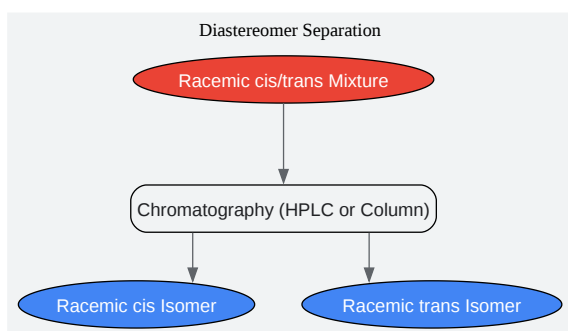 Diastereomer Separation
Racemic cis/trans Mixture
Chromatography (HPLC or Column)
Racemic cis Isomer
Racemic trans Isomer